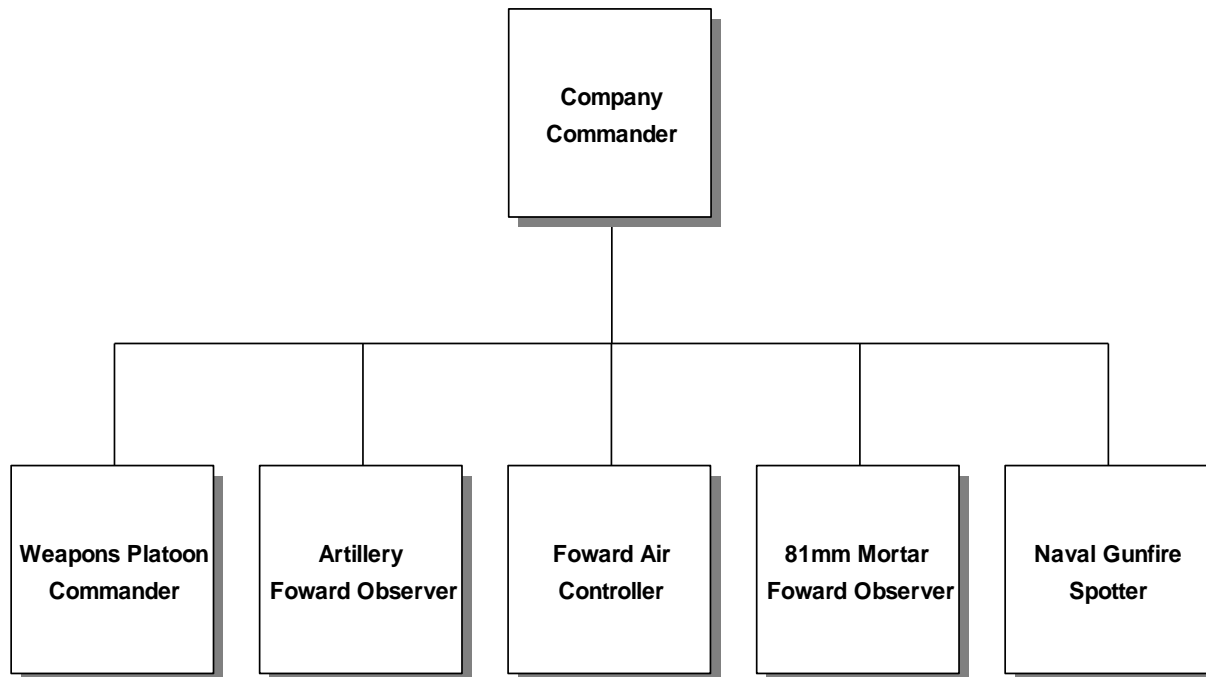 Company
Commander
Weapons Platoon
Commander
Artillery
Foward Observer
Foward Air
Controller
81mm Mortar
Foward Observer
Naval Gunfire
Spotter